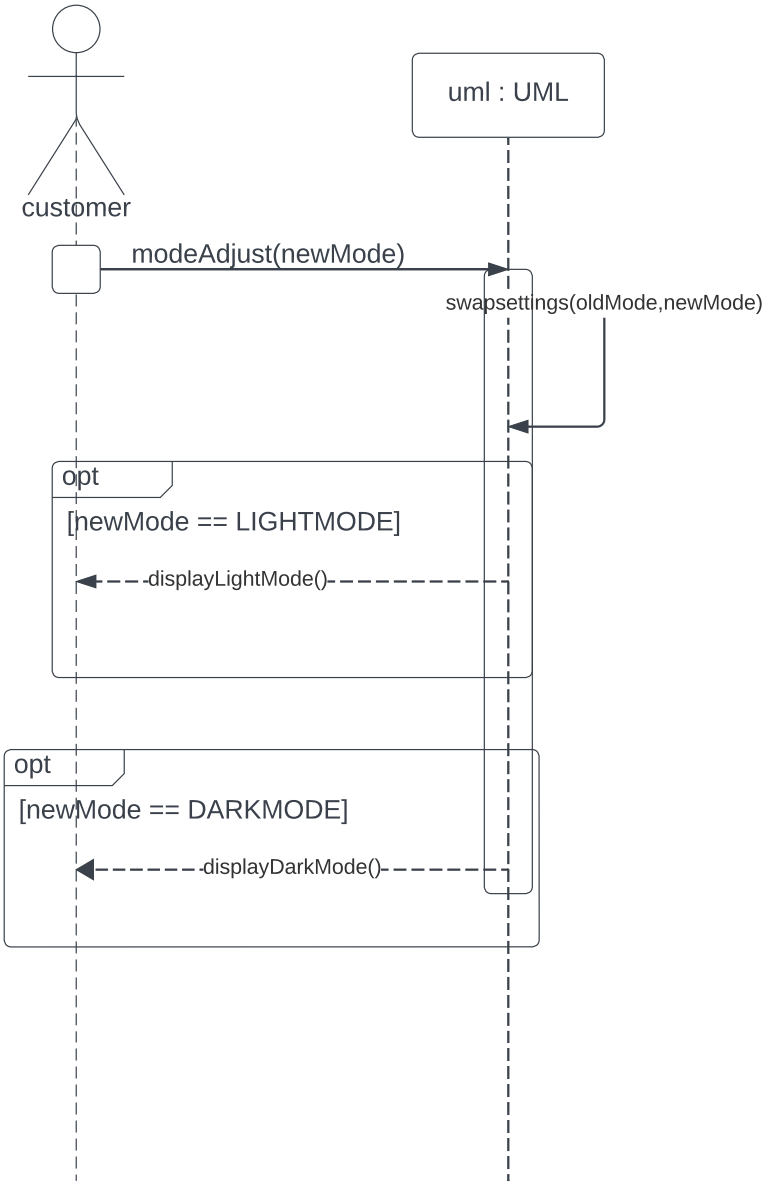 uml : UML
customer
modeAdjust(newMode)
swapsettings(oldMode,newMode)
opt
[newMode == LIGHTMODE]
displayLightMode()
opt
[newMode == DARKMODE]
displayDarkMode()